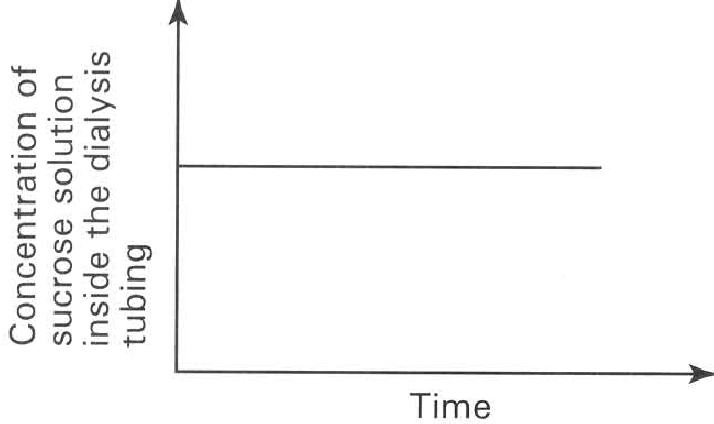 Concentration of
sucrose solution
inside the dialysis
tubing
Time